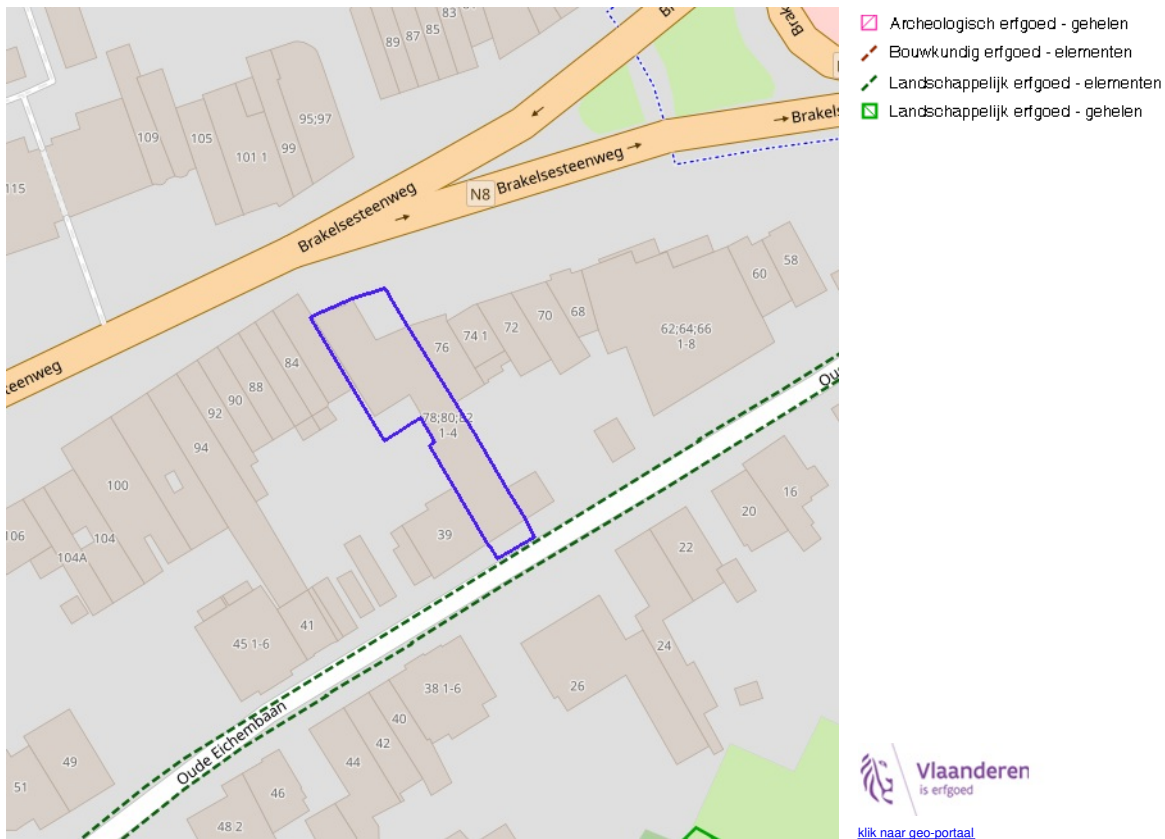 83
85
87
89
Bra
Brake
95;97
109
105
99
101 1
Brakels
115
N8 Brakelsesteenweg
Brakelsesteenweg
58
60
68
70
62;64;66
1-8
72
74 1
76
steenweg
84
88
90
92
94
78;80;82
1-4
Ou
100
16
20
106
104
104A
39
22
41
45 1-6
24
38 1-6
26
40
Oude Eichembaan
42
49
44
51
46
48 2
Archeologisch erfgoed - gehelen
Bouwkundig erfgoed - elementen
Landschappelijk erfgoed - elementen
Landschappelijk erfgoed - gehelen
Vlaanderen
is erfgoed
klik naar geo-portaal